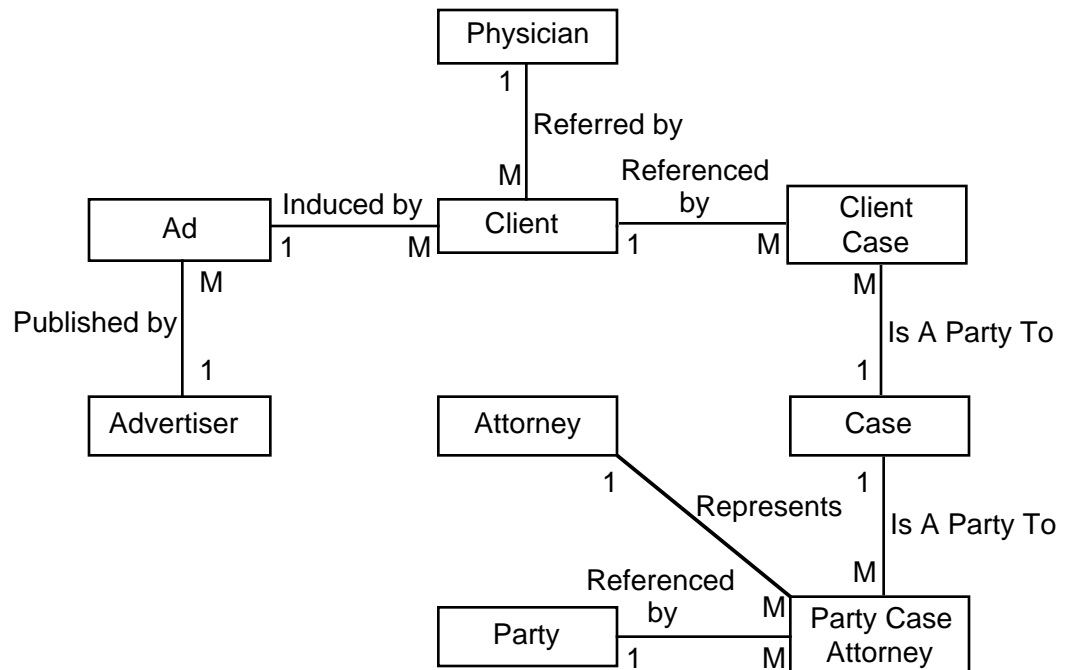 Physician
1
Referred by
M
Referenced
by
Induced by
Ad
Client
Client
Case
1
M
1
M
M
M
Published by
Is A Party To
1
1
Advertiser
Attorney
Case
1
1
Represents
Is A Party To
M
Referenced
by
M
Party
Party Case
Attorney
1
M